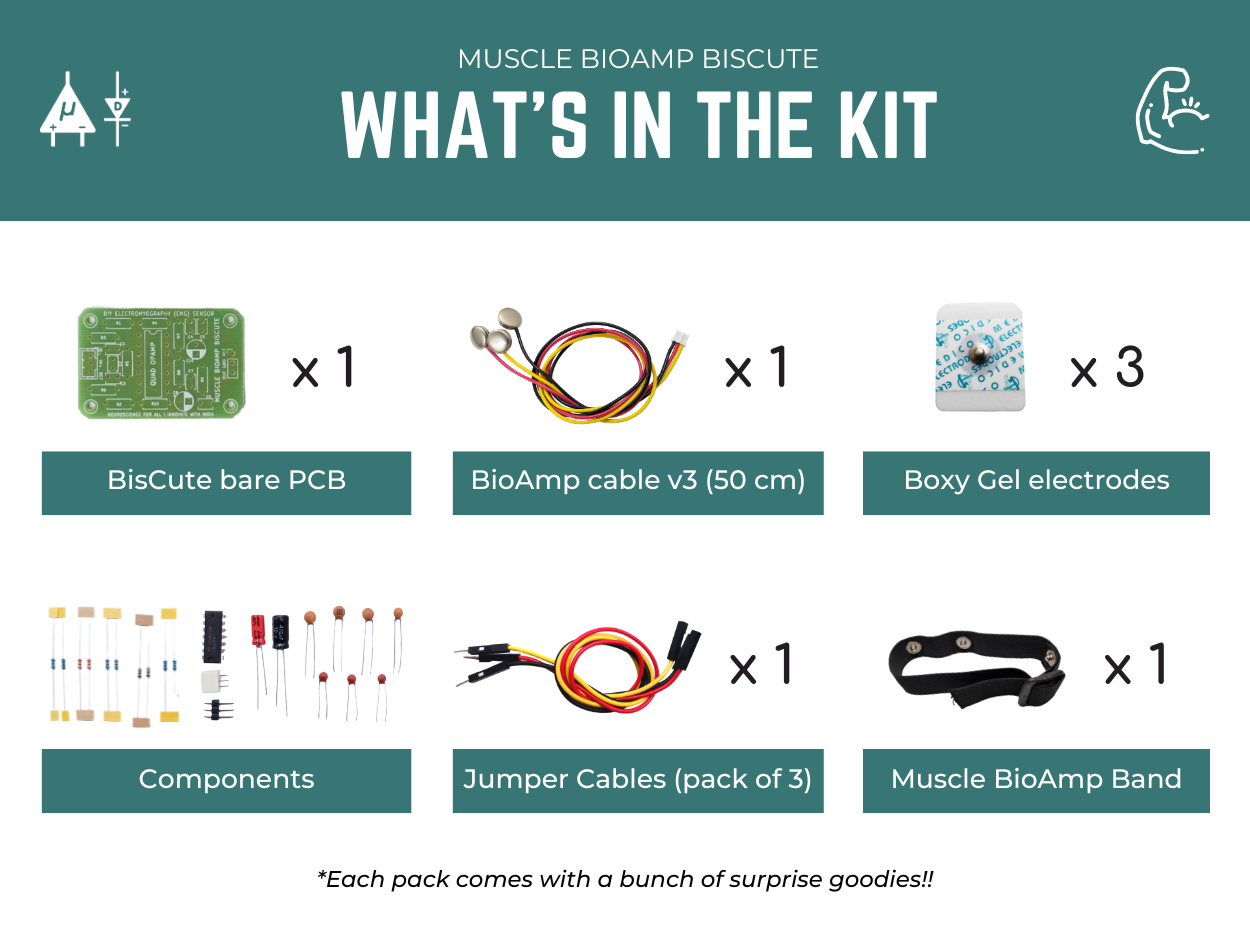 MUSCLE BIOAMP BISCUTE
WHAT'S IN THE KIT
μ
+ -
+
D
-
DIY ELECTROMYOGRAPHY (EMG) SENSOR
QUAD OPAMP
MUSCLE BIOAMP BISCUTE
NEUROSCIENCE FOR ALL | INNOVATE WITH INDIA
x 1
x 1
x 3
BisCute bare PCB
BioAmp cable v3 (50 cm)
Boxy Gel electrodes
x 1
x 1
Components
Jumper Cables (pack of 3)
Muscle BioAmp Band
*Each pack comes with a bunch of surprise goodies!!